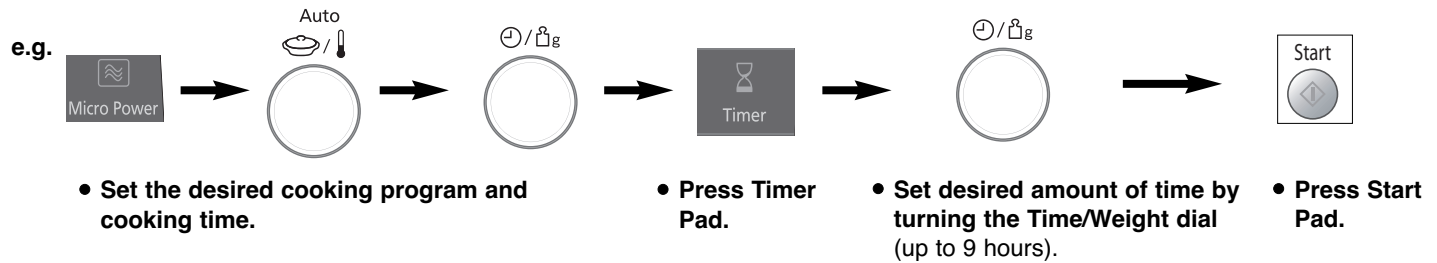 Auto
e.g.
/
/ g
/ g
Start
Micro Power
Timer
• Set the desired cooking program and
cooking time.
• Press Timer
Pad.
• Set desired amount of time by
turning the Time/Weight dial
(up to 9 hours).
• Press Start
Pad.